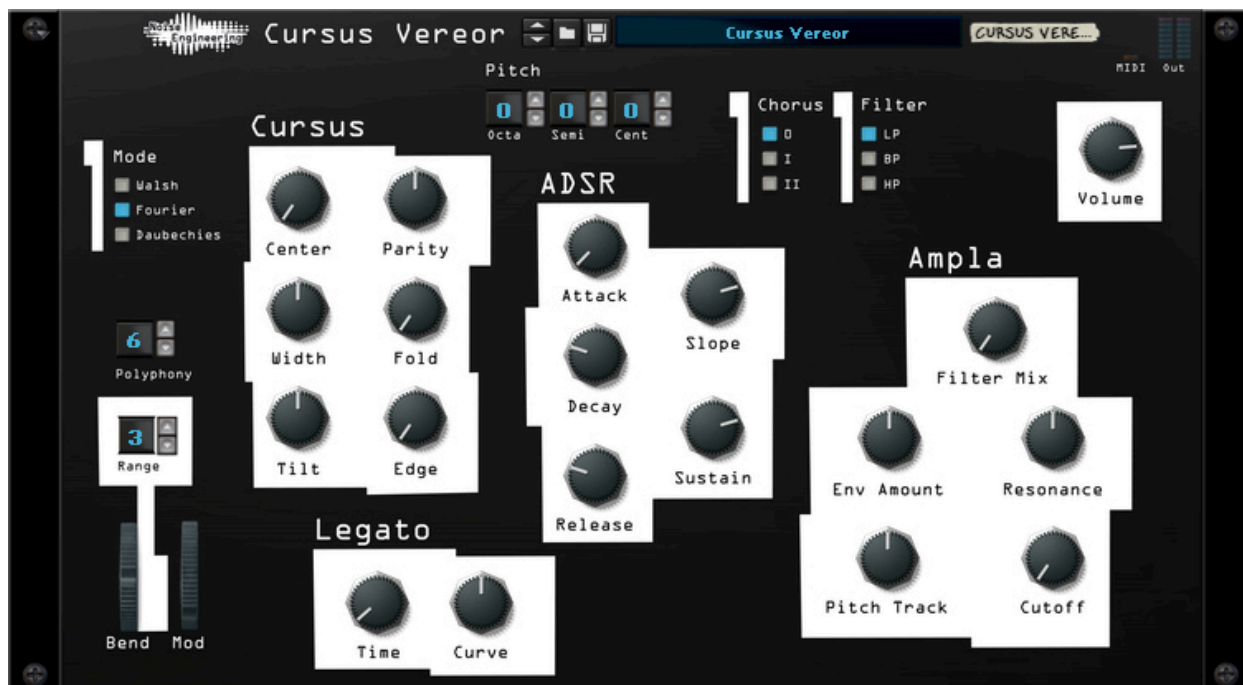 Noise Engineering
Cursus Vereor
Cursus Vereor
CURSUS VERE...
MIDI Out
Pitch
0 0 0
Octa Semi Cent
Mode
Walsh
Fourier
Daubechies
Cursus
Center Parity
Width Fold
Tilt Edge
Chorus
0
I
II
Filter
LP
BP
HP
Volume
ADSR
Attack
Slope
Decay
Sustain
Release
Ampla
Filter Mix
Env Amount Resonance
Pitch Track Cutoff
6
Polyphony
3
Range
Bend Mod
Legato
Time Curve